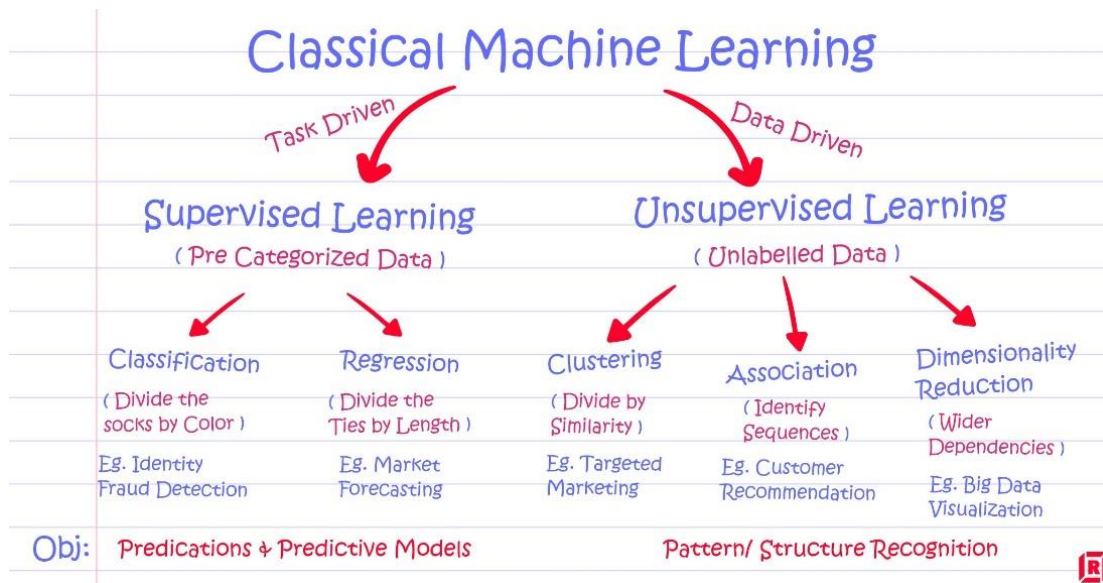 Classical Machine Learning
Task Driven
Data Driven
Supervised Learning
( Pre Categorized Data )
Unsupervised Learning
( Unlabelled Data )
Classification
( Divide the
socks by Color )
Eg. Identity
Fraud Detection
Regression
( Divide the
Ties by Length )
Eg. Market
Forecasting
Clustering
( Divide by
Similarity )
Eg. Targeted
Marketing
Association
( Identify
Sequences )
Eg. Customer
Recommendation
Dimensionality
Reduction
( Wider
Dependencies )
Eg. Big Data
Visualization
Obj: Predications & Predictive Models
Pattern/ Structure Recognition
R